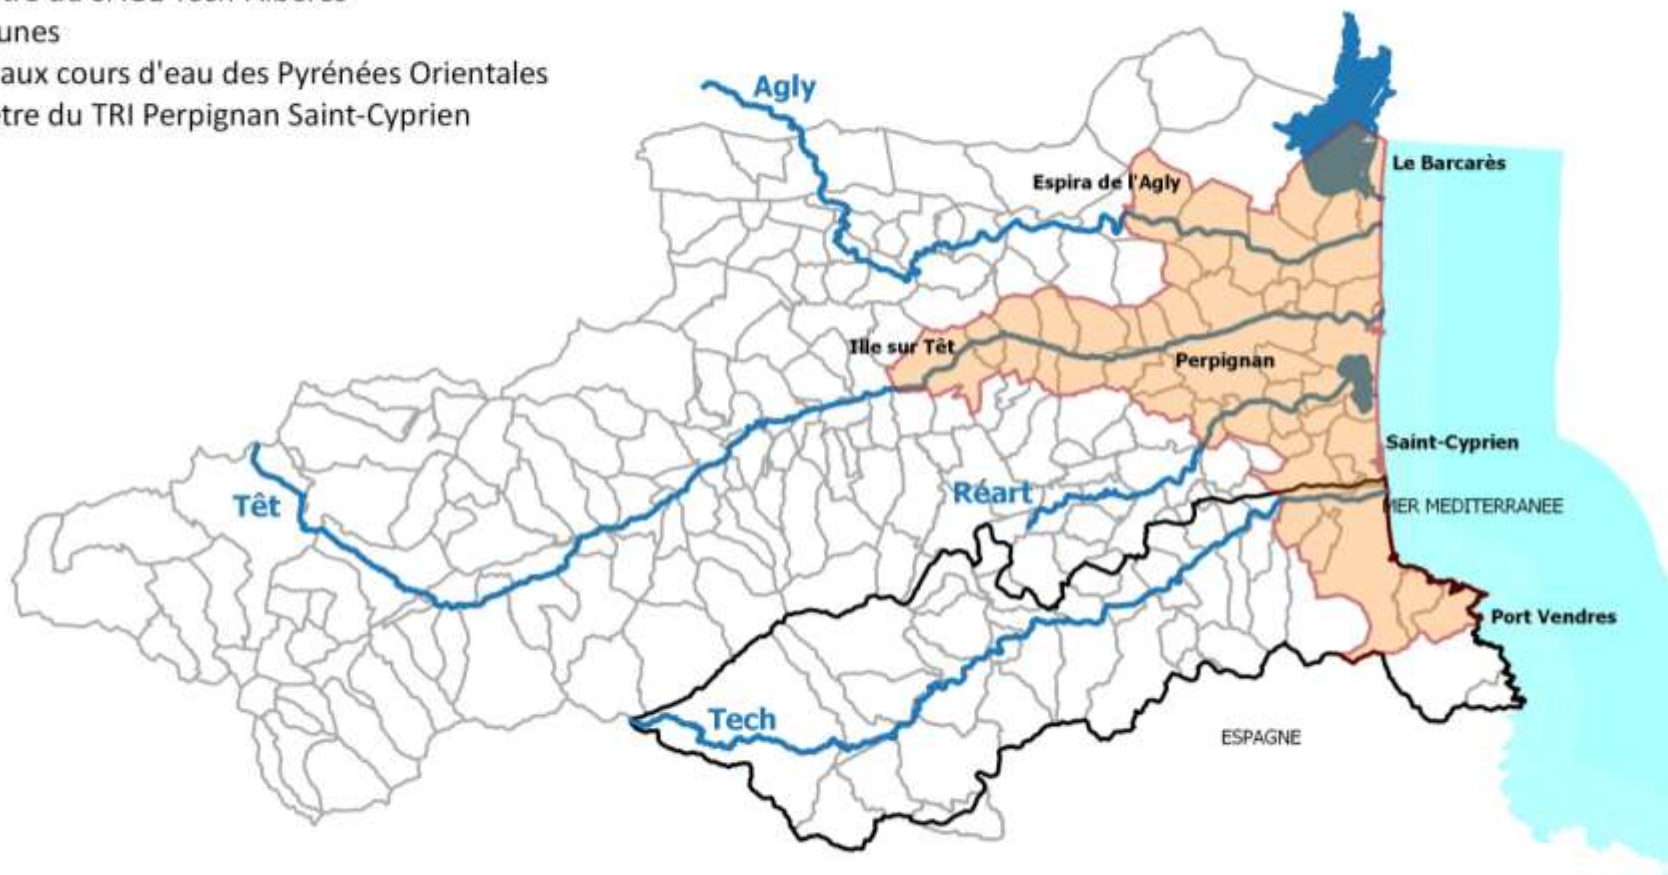 unes
aux cours d'eau des Pyrénées Orientales
ètre du TRI Perpignan Saint-Cyprien
Agly
Le Barcarès
Espira de l'Agly
Ille sur Têt
Perpignan
Saint-Cyprien
Réart
Têt
MER MEDITERRANEE
Port Vendres
Tech
ESPAGNE